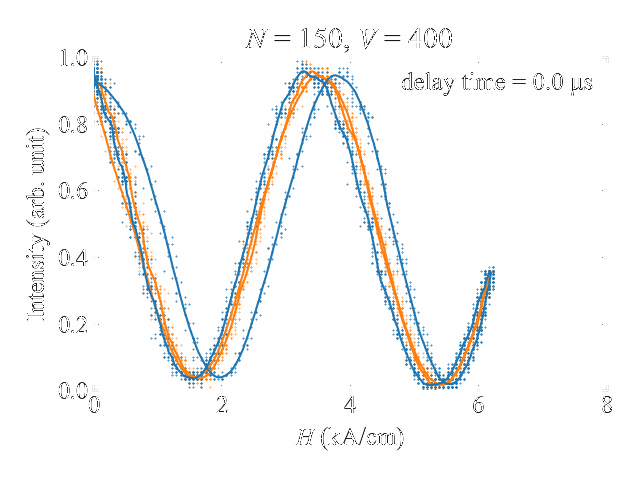 N = 150, V = 400
delay time = 0.0 μs
Intensity (arb. unit)
1.0
0.8
0.6
0.4
0.2
0.0
0 2 4 6 8
H (kA/cm)